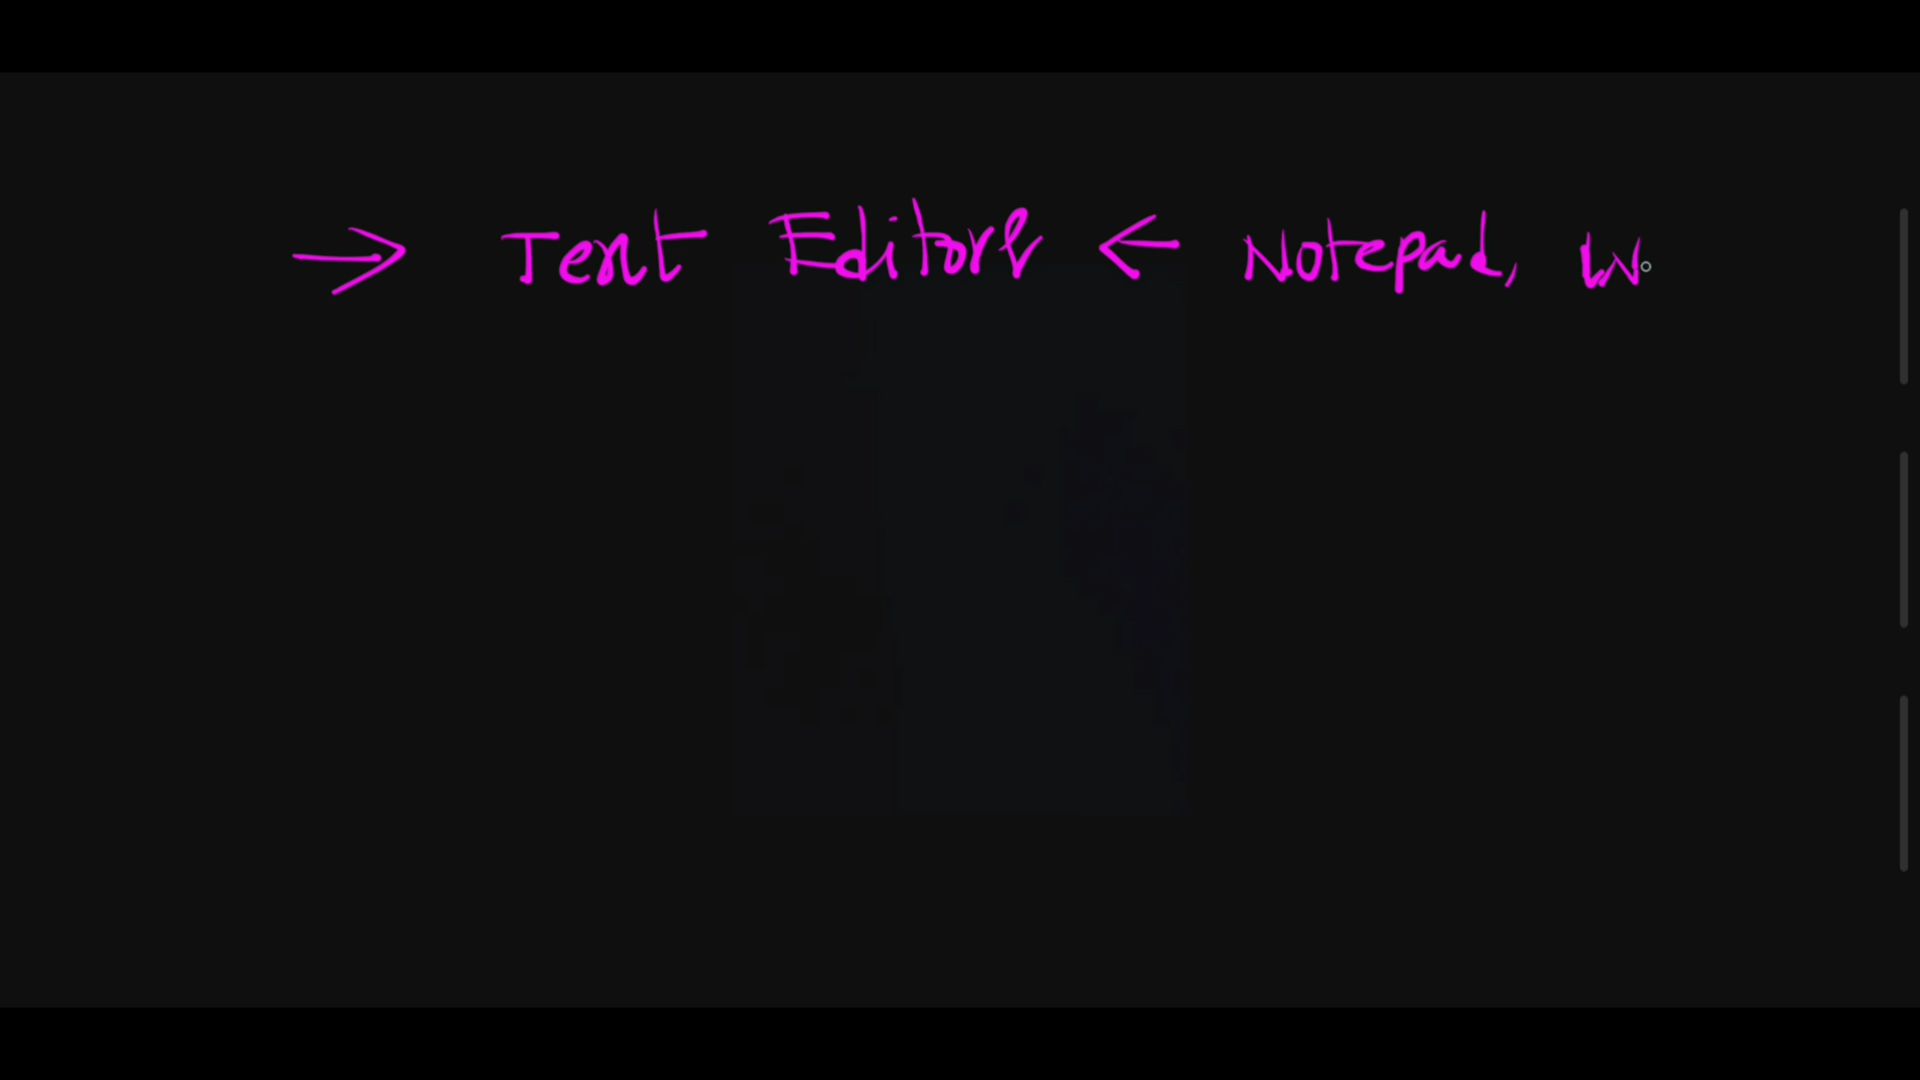 → Text Editor ← Notepad, W